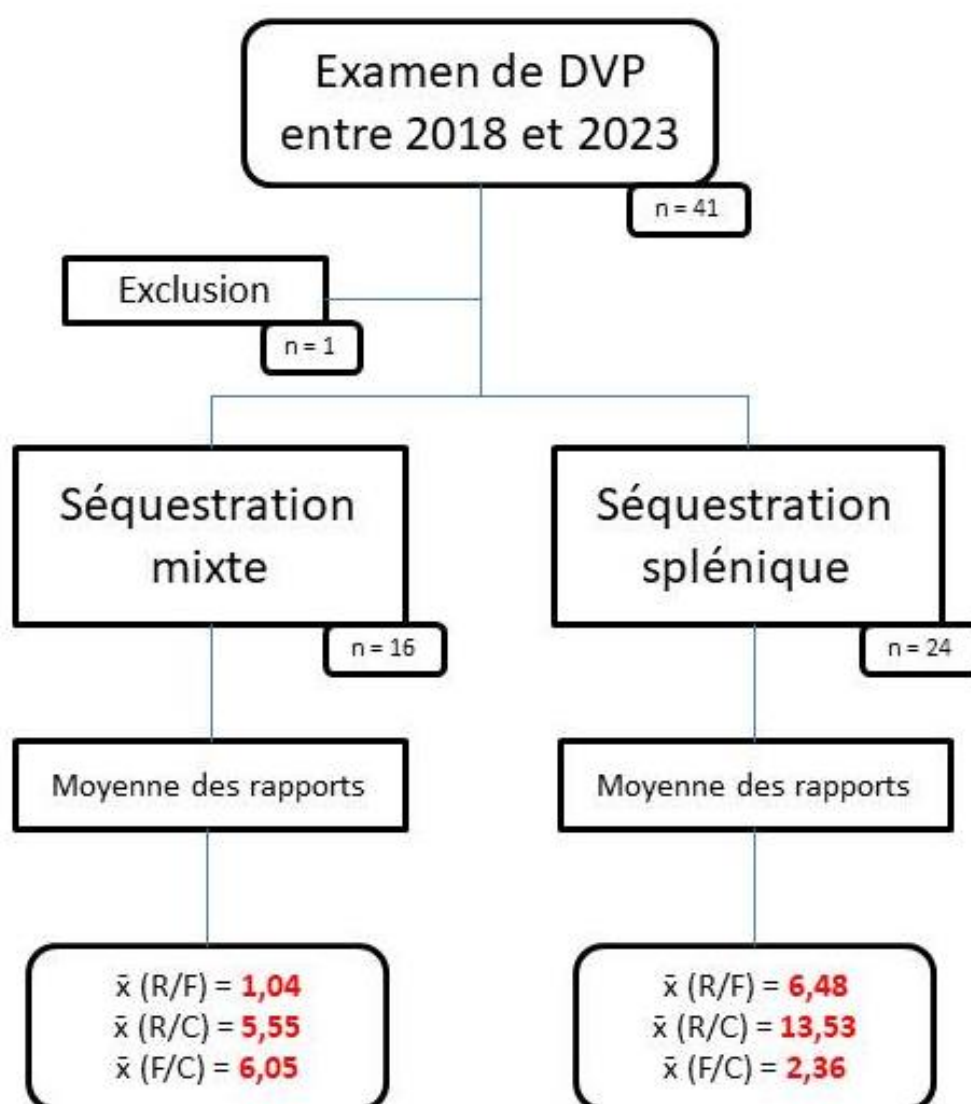 Examen de DVP
entre 2018 et 2023
n = 41
Exclusion
n = 1
Séquestration
mixte
n = 16
Séquestration
splénique
n = 24
Moyenne des rapports
Moyenne des rapports
x̄ (R/F) = 1,04
x̄ (R/C) = 5,55
x̄ (F/C) = 6,05
x̄ (R/F) = 6,48
x̄ (R/C) = 13,53
x̄ (F/C) = 2,36